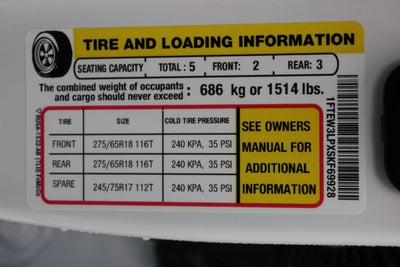 TIRE AND LOADING INFORMATION
SEATING CAPACITY TOTAL : 5 FRONT: 2 REAR: 3
The combined weight of occupants
and cargo should never exceed : 686 kg or 1514 lbs.
TIRE SIZE COLD TIRE PRESSURE
FRONT 275/65R18 116T 240 KPA, 35 PSI
REAR 275/65R18 116T 240 KPA, 35 PSI
SPARE 245/75R17 112T 240 KPA, 35 PSI
SEE OWNERS
MANUAL FOR
ADDITIONAL
INFORMATION
1FTEW3LPXSKF69928